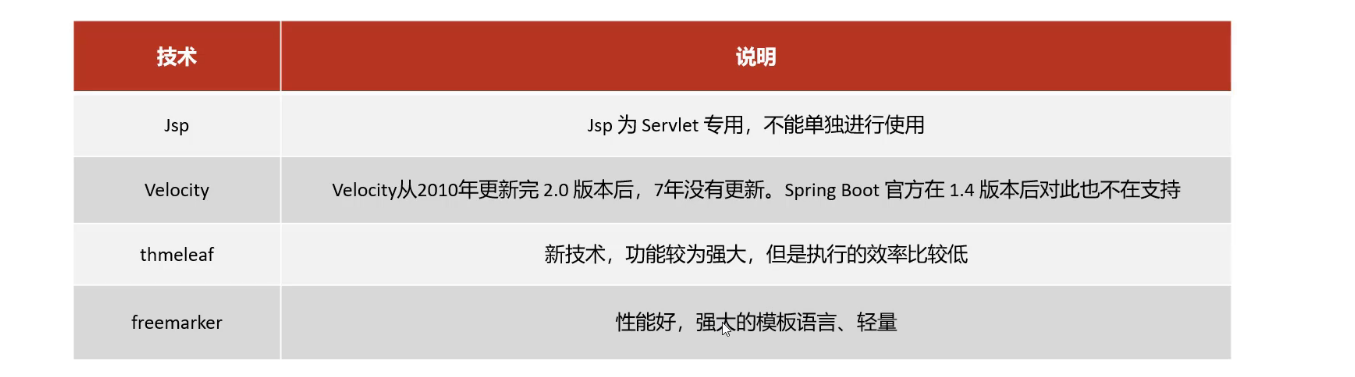 技术 说明
Jsp Jsp 为 Servlet 专用，不能单独进行使用
Velocity Velocity从2010年更新完 2.0 版本后，7年没有更新。Spring Boot 官方在 1.4 版本后对此也不在支持
thmeleaf 新技术，功能较为强大，但是执行的效率比较低
freemarker 性能好，强大的模板语言、轻量